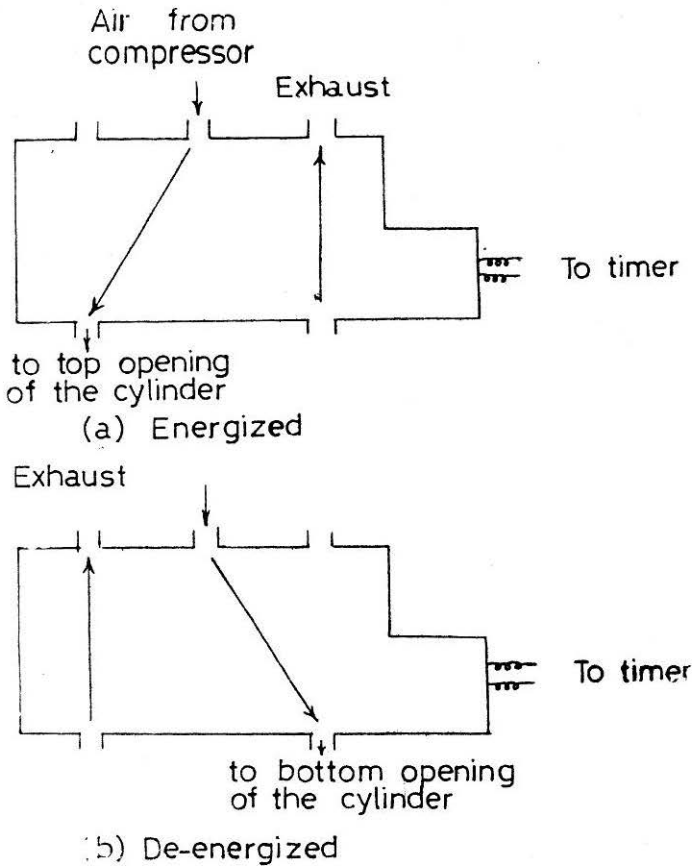 Air from
compressor
Exhaust
To timer
to top opening
of the cylinder
(a) Energized
Exhaust
To timer
to bottom opening
of the cylinder
(b) De-energized